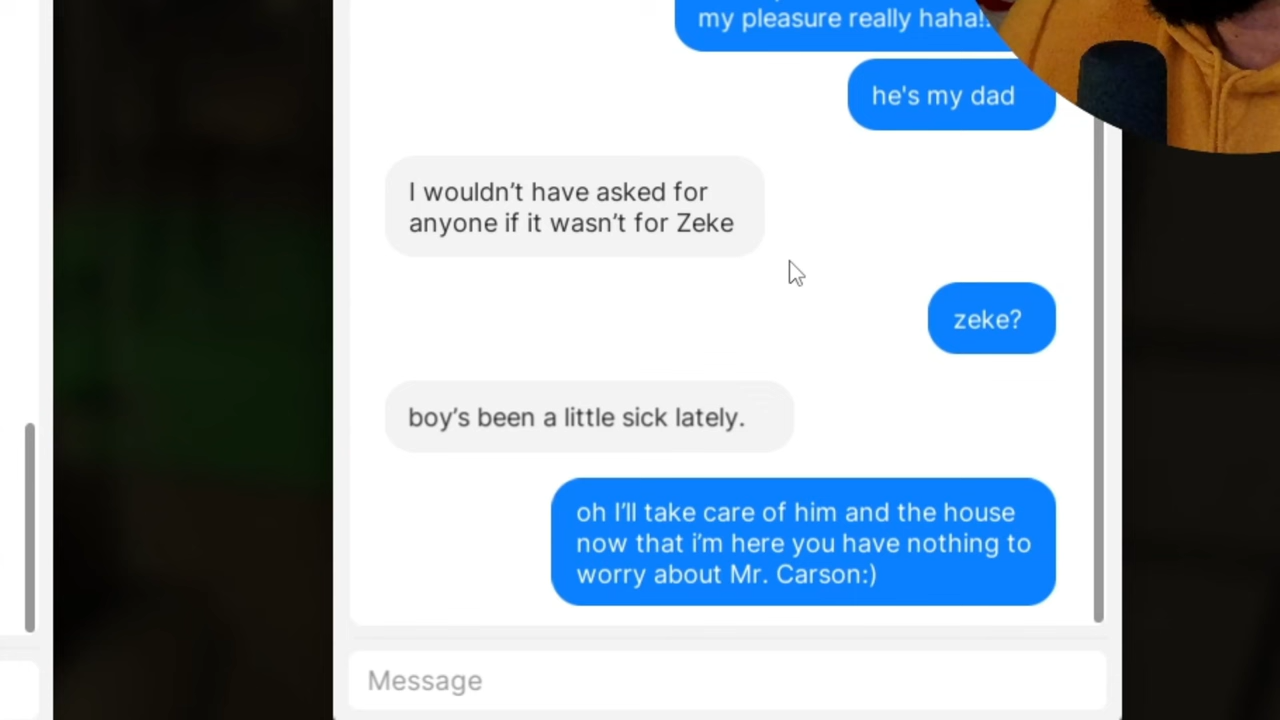 my pleasure really haha!!
he's my dad
I wouldn’t have asked for
anyone if it wasn’t for Zeke
zeke?
boy’s been a little sick lately.
oh I’ll take care of him and the house
now that i’m here you have nothing to
worry about Mr. Carson:)
Message